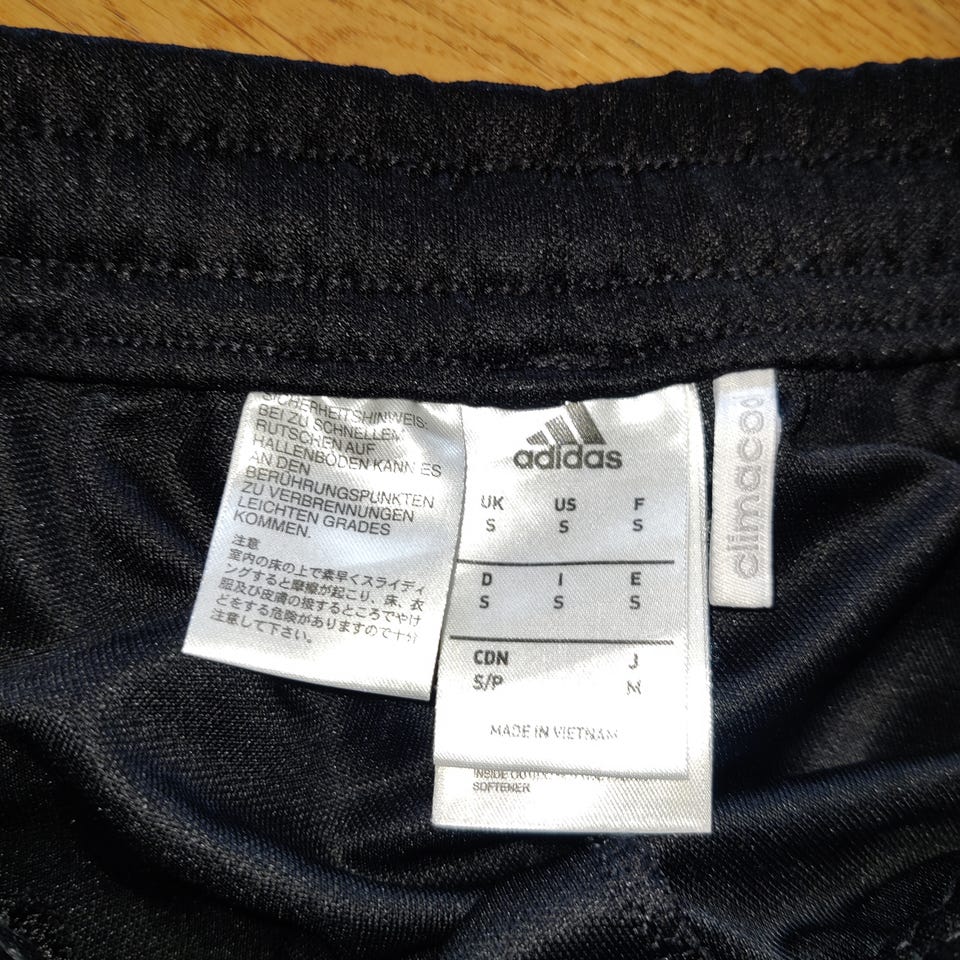 SICHERHEITSHINWEIS:
BEI ZU SCHNELLEM
RUTSCHEN AUF
HALLENBÖDEN KANN ES
AN DEN
BERÜHRUNGSPUNKTEN
ZU VERBRENNUNGEN
LEICHTEN GRADES
KOMMEN.
注意
室内の床の上で素早くスライディ
ングすると摩擦が起こり、床、衣
服及び皮膚の接するところでやけ
どをする危険がありますので十分
注意して下さい。
adidas
UK US F
S S S
D I E
S S S
CDN J
S/P M
MADE IN VIETNAM
INSIDE
SOFTENER
climacool